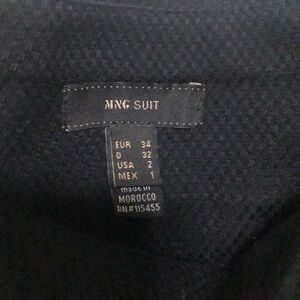 MNG SUIT
EUR 34
D 32
USA 2
MEX 1
made in
MOROCCO
RN#115455